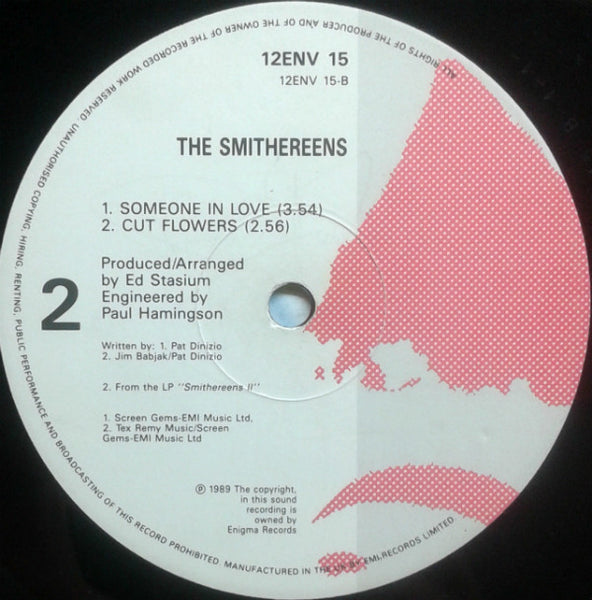 ALL RIGHTS OF THE PRODUCER AND OF THE OWNER OF THE RECORDED WORK RESERVED. UNAUTHORISED COPYING, HIRING, RENTING, PUBLIC PERFORMANCE AND BROADCASTING OF THIS RECORD PROHIBITED. MANUFACTURED IN THE UK BY EMI RECORDS LIMITED.
12ENV 15
12ENV 15-B
THE SMITHEREENS
1. SOMEONE IN LOVE (3.54)
2. CUT FLOWERS (2.56)
2
Produced/Arranged
by Ed Stasium
Engineered by
Paul Hamingson
Written by: 1. Pat Dinizio
2. Jim Babjak/Pat Dinizio
2. From the LP "Smithereens II"
1. Screen Gems-EMI Music Ltd.
2. Tex Remy Music/Screen
Gems-EMI Music Ltd
℗ 1989 The copyright,
in this sound
recording is
owned by
Enigma Records